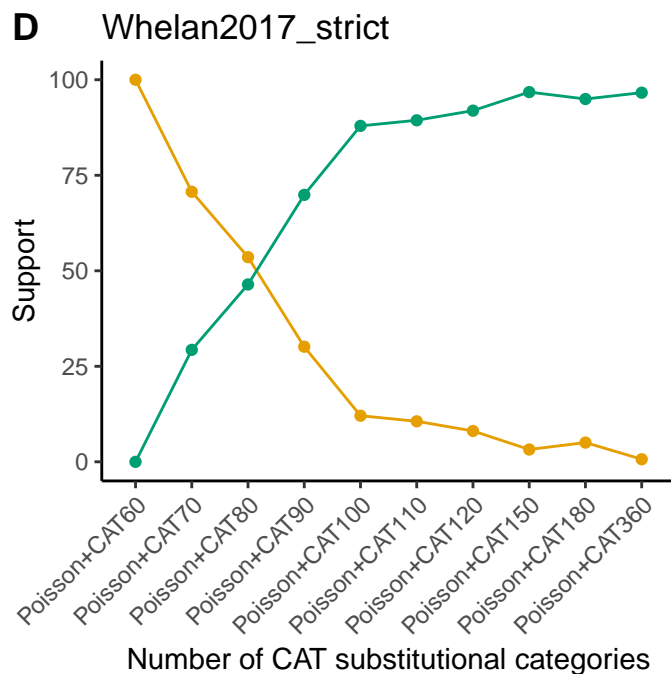 D Whelan2017_strict
100
75
50
25
0
Support
Poisson+CAT60
Poisson+CAT70
Poisson+CAT80
Poisson+CAT90
Poisson+CAT100
Poisson+CAT110
Poisson+CAT120
Poisson+CAT150
Poisson+CAT180
Poisson+CAT360
Number of CAT substitutional categories